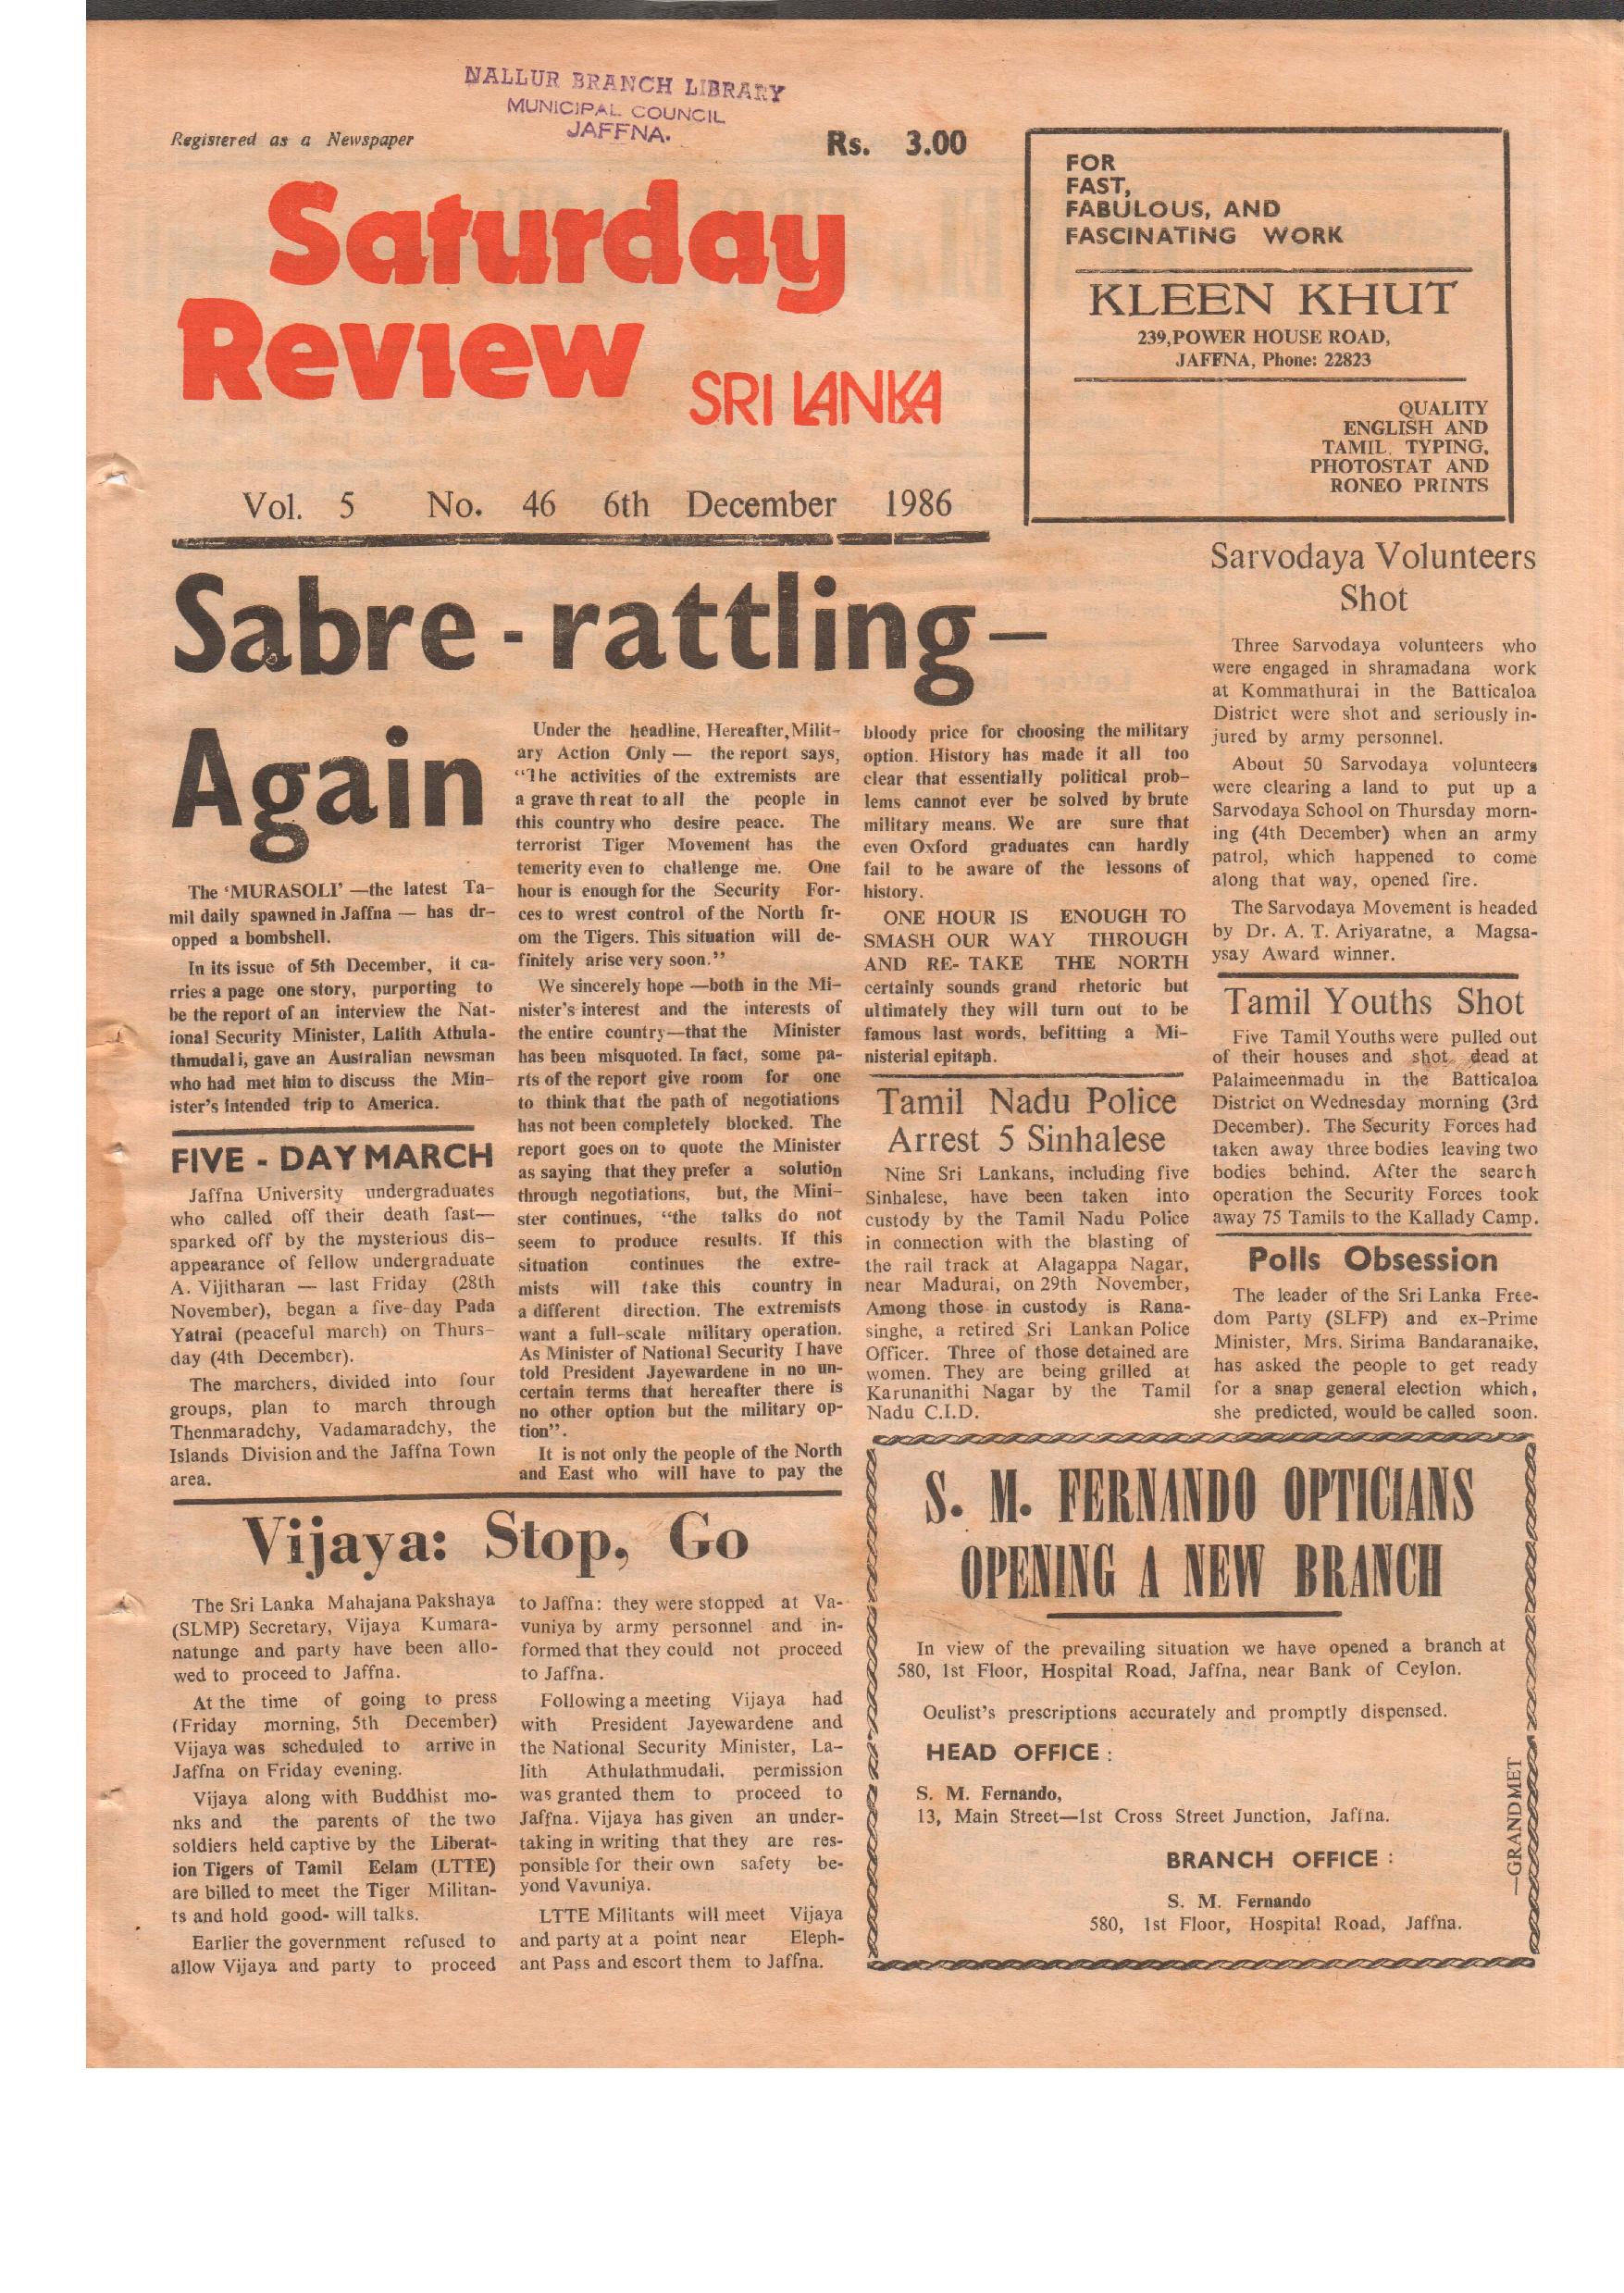 NALLUR BRANCH LIBRARY
MUNICIPAL COUNCIL
JAFFNA.
Registered as a Newspaper
Rs. 3.00
Saturday
Review SRI LANKA
Vol. 5 No. 46 6th December 1986
FOR
FAST,
FABULOUS, AND
FASCINATING WORK
KLEEN KHUT
239,POWER HOUSE ROAD,
JAFFNA, Phone: 22823
QUALITY
ENGLISH AND
TAMIL TYPING,
PHOTOSTAT AND
RONEO PRINTS
Sabre - rattling —
Again
The ‘MURASOLI’ —the latest Ta-
mil daily spawned in Jaffna — has dr-
opped a bombshell.
In its issue of 5th December, it ca-
rries a page one story, purporting to
be the report of an interview the Nat-
ional Security Minister, Lalith Athula-
thmudali, gave an Australian newsman
who had met him to discuss the Min-
ister’s intended trip to America.
Under the headline, Hereafter, Milit-
ary Action Only — the report says,
“The activities of the extremists are
a grave threat to all the people in
this country who desire peace. The
terrorist Tiger Movement has the
temerity even to challenge me. One
hour is enough for the Security For-
ces to wrest control of the North fr-
om the Tigers. This situation will de-
finitely arise very soon.”
We sincerely hope —both in the Mi-
nister’s interest and the interests of
the entire country—that the Minister
has been misquoted. In fact, some pa-
rts of the report give room for one
to think that the path of negotiations
has not been completely blocked. The
report goes on to quote the Minister
as saying that they prefer a solution
through negotiations, but, the Mini-
ster continues, “the talks do not
seem to produce results. If this
situation continues the extre-
mists will take this country in
a different direction. The extremists
want a full-scale military operation.
As Minister of National Security I have
told President Jayewardene in no un-
certain terms that hereafter there is
no other option but the military op-
tion”.
It is not only the people of the North
and East who will have to pay the
bloody price for choosing the military
option. History has made it all too
clear that essentially political prob-
lems cannot ever be solved by brute
military means. We are sure that
even Oxford graduates can hardly
fail to be aware of the lessons of
history.
ONE HOUR IS ENOUGH TO
SMASH OUR WAY THROUGH
AND RE- TAKE THE NORTH
certainly sounds grand rhetoric but
ultimately they will turn out to be
famous last words, befitting a Mi-
nisterial epitaph.
FIVE - DAY MARCH
Jaffna University undergraduates
who called off their death fast—
sparked off by the mysterious dis-
appearance of fellow undergraduate
A. Vijitharan — last Friday (28th
November), began a five-day Pada
Yatrai (peaceful march) on Thurs-
day (4th December).
The marchers, divided into four
groups, plan to march through
Thenmaradchy, Vadamaradchy, the
Islands Division and the Jaffna Town
area.
Tamil Nadu Police
Arrest 5 Sinhalese
Nine Sri Lankans, including five
Sinhalese, have been taken into
custody by the Tamil Nadu Police
in connection with the blasting of
the rail track at Alagappa Nagar,
near Madurai, on 29th November,
Among those in custody is Rana-
singhe, a retired Sri Lankan Police
Officer. Three of those detained are
women. They are being grilled at
Karunanithi Nagar by the Tamil
Nadu C.I.D.
Sarvodaya Volunteers
Shot
Three Sarvodaya volunteers who
were engaged in shramadana work
at Kommathurai in the Batticaloa
District were shot and seriously in-
jured by army personnel.
About 50 Sarvodaya volunteers
were clearing a land to put up a
Sarvodaya School on Thursday morn-
ing (4th December) when an army
patrol, which happened to come
along that way, opened fire.
The Sarvodaya Movement is headed
by Dr. A. T. Ariyaratne, a Magsa-
ysay Award winner.
Tamil Youths Shot
Five Tamil Youths were pulled out
of their houses and shot dead at
Palaimeenmadu in the Batticaloa
District on Wednesday morning (3rd
December). The Security Forces had
taken away three bodies leaving two
bodies behind. After the search
operation the Security Forces took
away 75 Tamils to the Kallady Camp.
Polls Obsession
The leader of the Sri Lanka Free-
dom Party (SLFP) and ex-Prime
Minister, Mrs. Sirima Bandaranaike,
has asked the people to get ready
for a snap general election which,
she predicted, would be called soon.
Vijaya: Stop, Go
The Sri Lanka Mahajana Pakshaya
(SLMP) Secretary, Vijaya Kumara-
natunge and party have been allo-
wed to proceed to Jaffna.
At the time of going to press
(Friday morning, 5th December)
Vijaya was scheduled to arrive in
Jaffna on Friday evening.
Vijaya along with Buddhist mo-
nks and the parents of the two
soldiers held captive by the Liberat-
ion Tigers of Tamil Eelam (LTTE)
are billed to meet the Tiger Militan-
ts and hold good- will talks.
Earlier the government refused to
allow Vijaya and party to proceed
to Jaffna: they were stopped at Va-
vuniya by army personnel and in-
formed that they could not proceed
to Jaffna.
Following a meeting Vijaya had
with President Jayewardene and
the National Security Minister, La-
lith Athulathmudali, permission
was granted them to proceed to
Jaffna. Vijaya has given an under-
taking in writing that they are res-
ponsible for their own safety be-
yond Vavuniya.
LTTE Militants will meet Vijaya
and party at a point near Eleph-
ant Pass and escort them to Jaffna.
S. M. FERNANDO OPTICIANS
OPENING A NEW BRANCH
In view of the prevailing situation we have opened a branch at
580, 1st Floor, Hospital Road, Jaffna, near Bank of Ceylon.
Oculist’s prescriptions accurately and promptly dispensed.
HEAD OFFICE :
S. M. Fernando,
13, Main Street—1st Cross Street Junction, Jaffna.
BRANCH OFFICE :
S. M. Fernando
580, 1st Floor, Hospital Road, Jaffna.
—GRANDMET